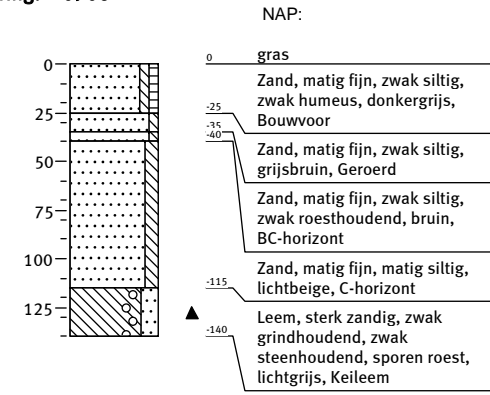 NAP:
0
25
50
75
100
125
0
gras
Zand, matig fijn, zwak siltig,
zwak humeus, donkergrijs,
Bouwvoor
-25
Zand, matig fijn, zwak siltig,
grijsbruin, Geroerd
-35
Zand, matig fijn, zwak siltig,
zwak roesthoudend, bruin,
BC-horizont
-40
Zand, matig fijn, matig siltig,
lichtbeige, C-horizont
-115
Leem, sterk zandig, zwak
grindhoudend, zwak
steenhoudend, sporen roest,
lichtgrijs, Keileem
-140